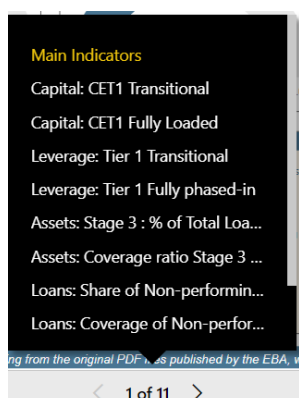 Main Indicators
Capital: CET1 Transitional
Capital: CET1 Fully Loaded
Leverage: Tier 1 Transitional
Leverage: Tier 1 Fully phased-in
Assets: Stage 3 : % of Total Loa...
Assets: Coverage ratio Stage 3 ...
Loans: Share of Non-performin...
Loans: Coverage of Non-perfor...
ng from the original PDF published by the EBA, w
1 of 11